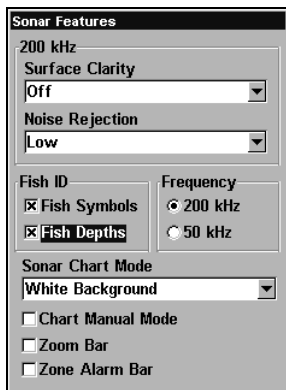 Sonar Features
200 kHz
Surface Clarity
Off
Noise Rejection
Low
Fish ID
Fish Symbols
Fish Depths
Frequency
200 kHz
50 kHz
Sonar Chart Mode
White Background
Chart Manual Mode
Zoom Bar
Zone Alarm Bar